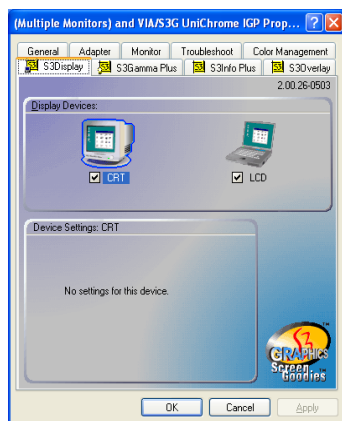 (Multiple Monitors) and VIA/S3G UniChrome IGP Prop...
General Adapter Monitor Troubleshoot Color Management
S3Display S3Gamma Plus S3Info Plus S3Overlay
2.00.26-0503
Display Devices:
CRT LCD
Device Settings: CRT
No settings for this device.
S3
GRAPHICS
Screen
Goodies
OK Cancel Apply